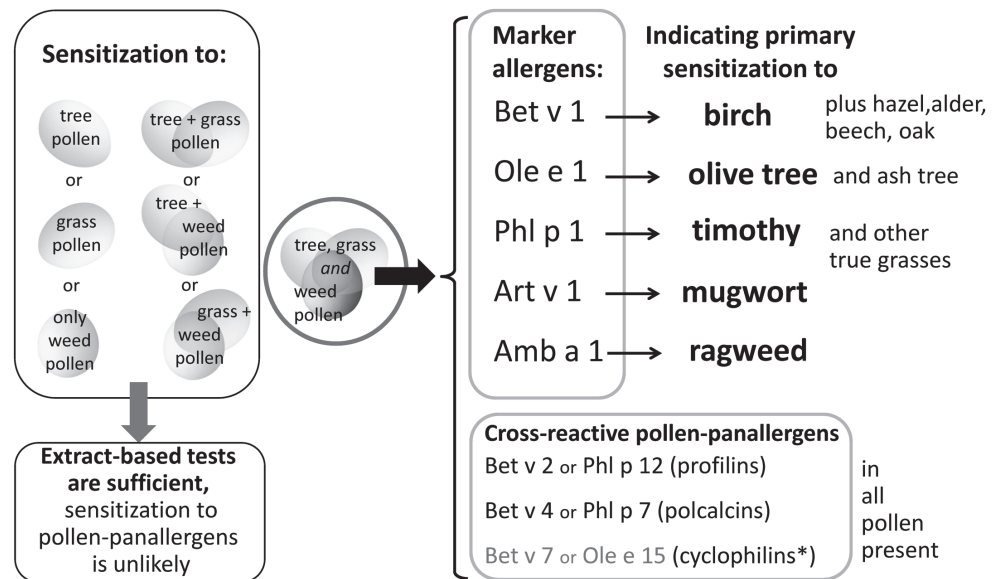 Sensitization to:
tree
pollen
or
grass
pollen
or
only
weed
pollen
tree + grass
pollen
or
tree +
weed
pollen
or
grass +
weed
pollen
Extract-based tests
are sufficient,
sensitization to
pollen-panallergens
is unlikely
tree, grass
and
weed
pollen
Marker
allergens:
Indicating primary
sensitization to
Bet v 1 birch plus hazel,alder,
beech, oak
Ole e 1 olive tree and ash tree
Phl p 1 timothy and other
true grasses
Art v 1 mugwort
Amb a 1 ragweed
Cross-reactive pollen-panallergens
Bet v 2 or Phl p 12 (profilins)
Bet v 4 or Phl p 7 (polcalcins)
Bet v 7 or Ole e 15 (cyclophilins*)
in
all
pollen
present